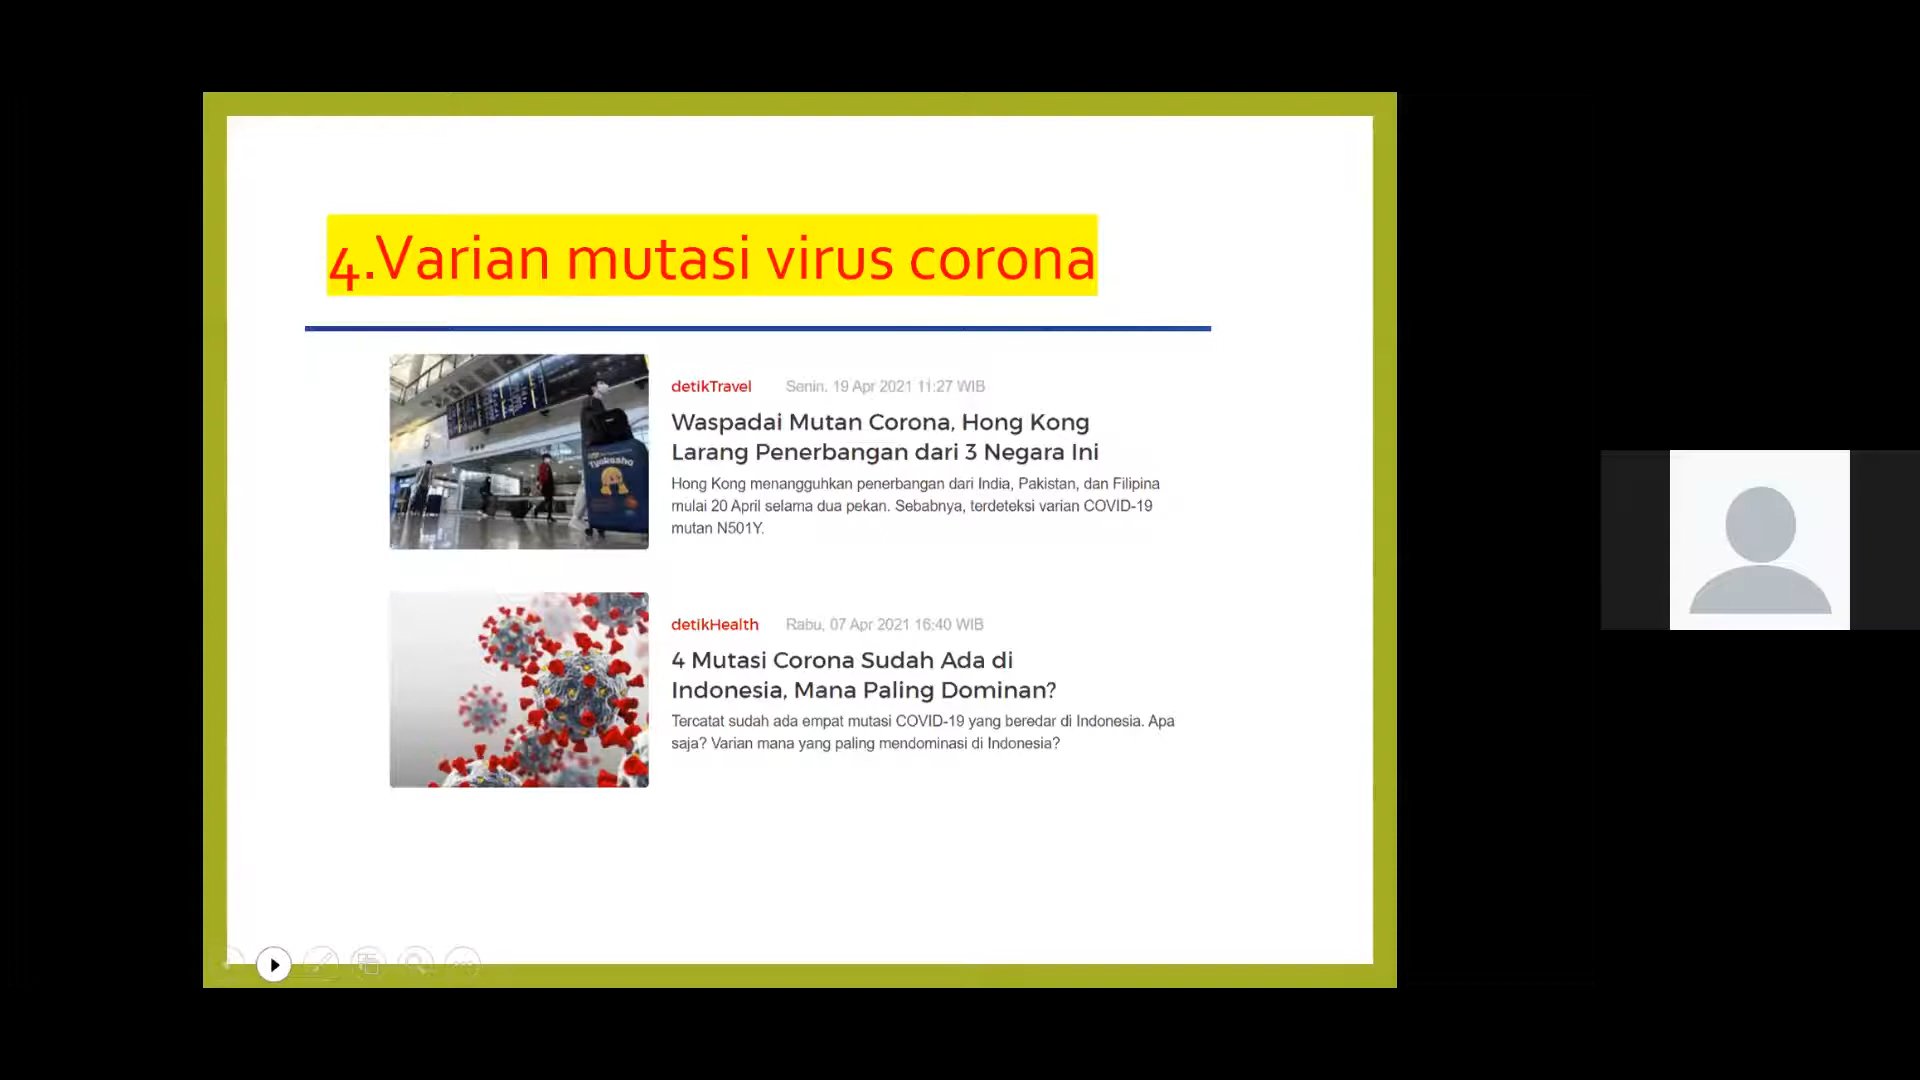 4.Varian mutasi virus corona
detikTravel Senin, 19 Apr 2021 11:27 WIB
Waspadai Mutan Corona, Hong Kong
Larang Penerbangan dari 3 Negara Ini
Hong Kong menangguhkan penerbangan dari India, Pakistan, dan Filipina
mulai 20 April selama dua pekan. Sebabnya, terdeteksi varian COVID-19
mutan N501Y.
Tyokosho
detikHealth Rabu, 07 Apr 2021 16:40 WIB
4 Mutasi Corona Sudah Ada di
Indonesia, Mana Paling Dominan?
Tercatat sudah ada empat mutasi COVID-19 yang beredar di Indonesia. Apa
saja? Varian mana yang paling mendominasi di Indonesia?